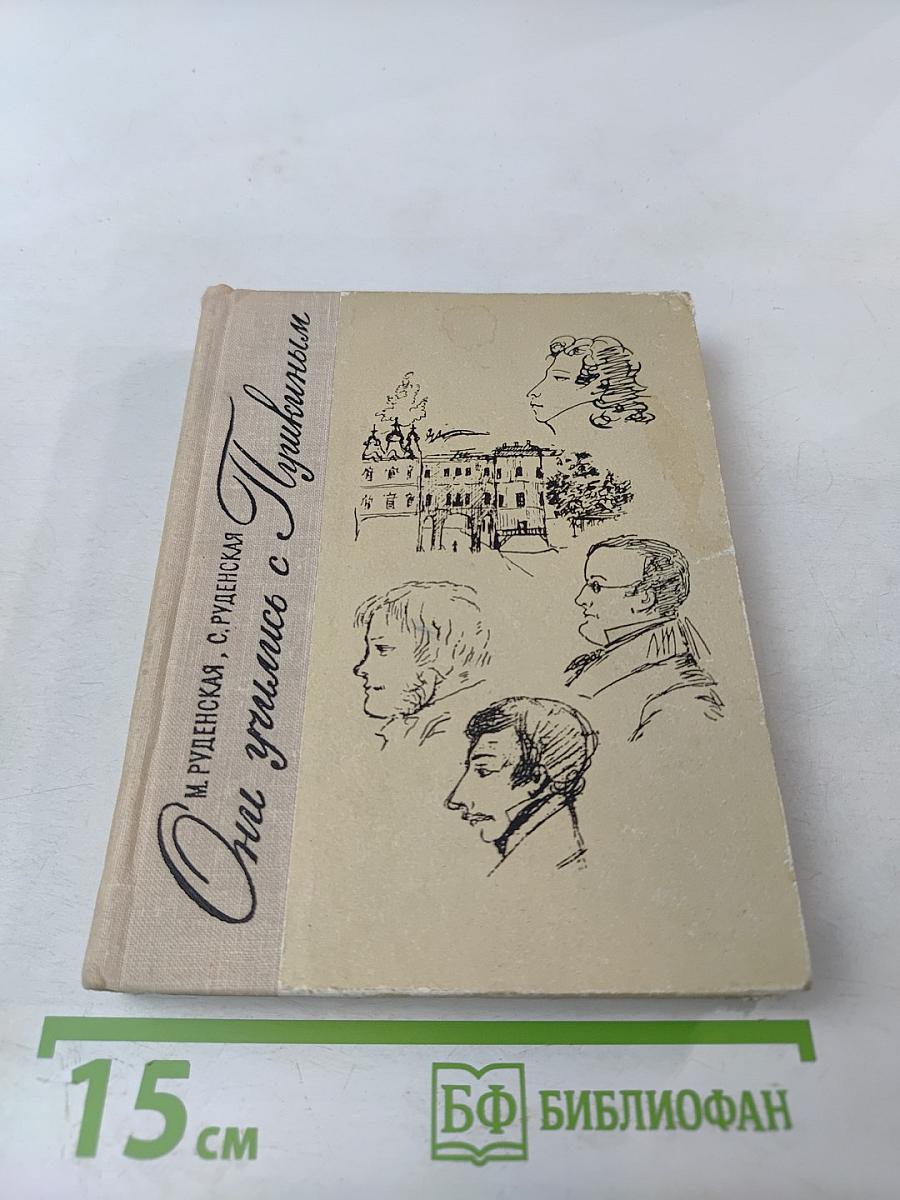 М. РУДЕНСКАЯ, С. РУДЕНСКАЯ
Они учились с Пушкиным
15 см
БФ БИБЛИОФАН